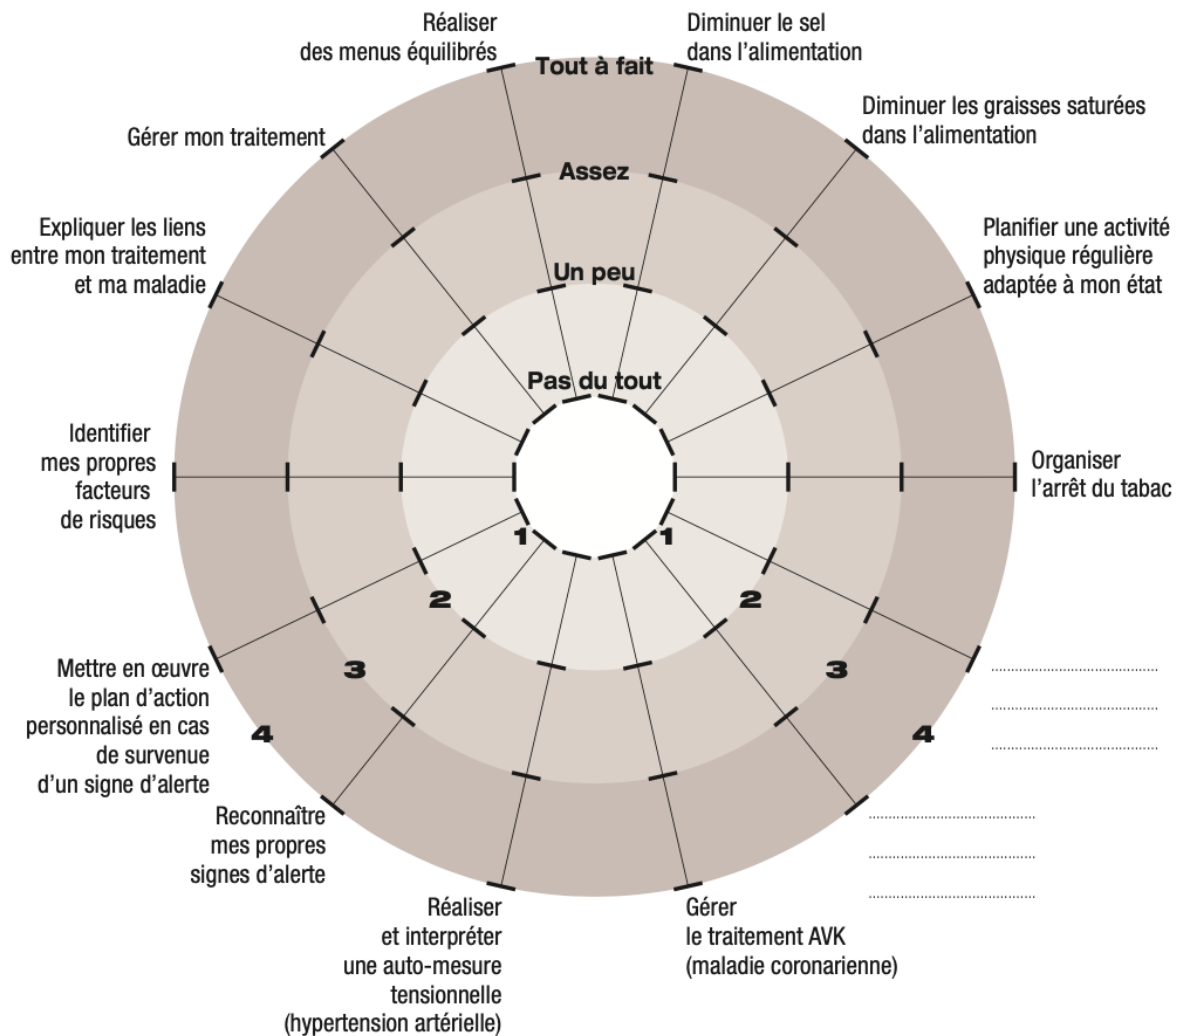 Réaliser
des menus équilibrés
Diminuer le sel
dans l'alimentation
Tout à fait
Diminuer les graisses saturées
dans l'alimentation
Gérer mon traitement
Assez
Expliquer les liens
entre mon traitement
et ma maladie
Planifier une activité
physique régulière
adaptée à mon état
Un peu
Pas du tout
Identifier
mes propres
facteurs
de risques
Organiser
l'arrêt du tabac
1
1
2
2
3
3
4
4
Mettre en œuvre
le plan d'action
personnalisé en cas
de survenue
d'un signe d'alerte
Reconnaître
mes propres
signes d'alerte
Réaliser
et interpréter
une auto-mesure
tensionnelle
(hypertension artérielle)
Gérer
le traitement AVK
(maladie coronarienne)